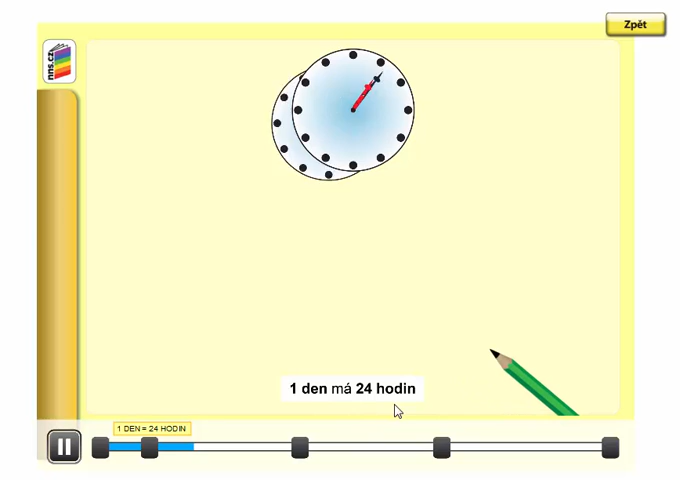 Zpět
nns.cz
1 den má 24 hodin
1 DEN = 24 HODIN